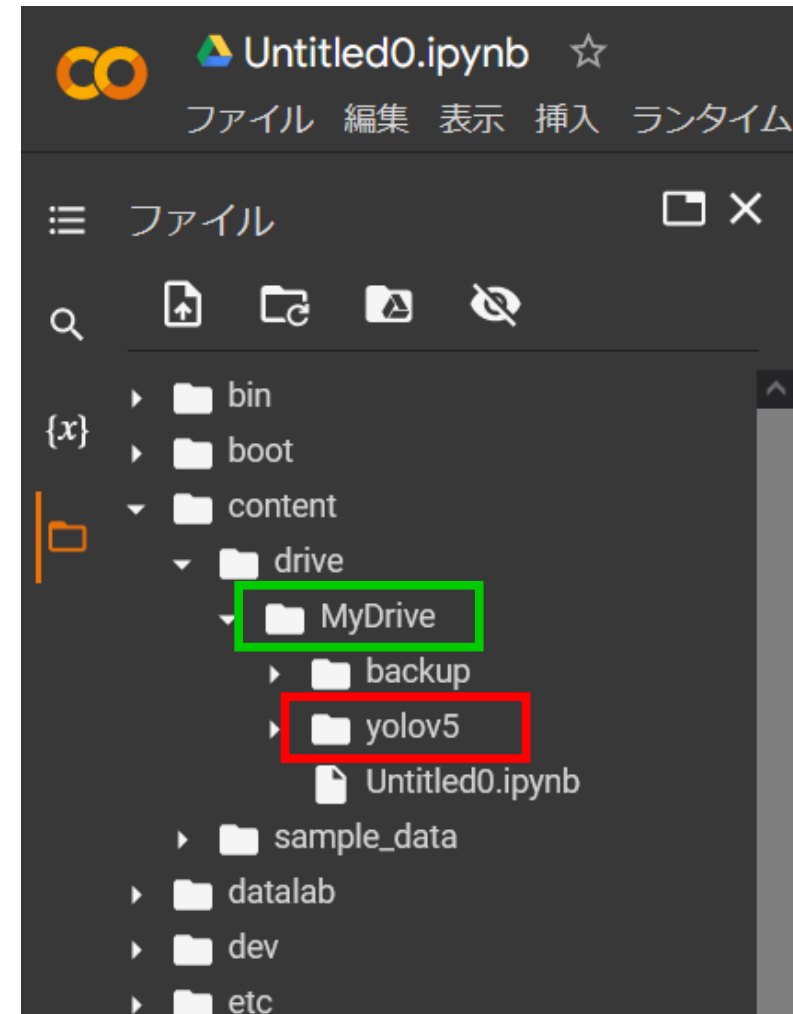 Untitled0.ipynb
ファイル 編集 表示 挿入 ランタイム
ファイル
bin
{x}
boot
content
drive
MyDrive
backup
yolov5
Untitled0.ipynb
sample_data
datalab
dev
etc